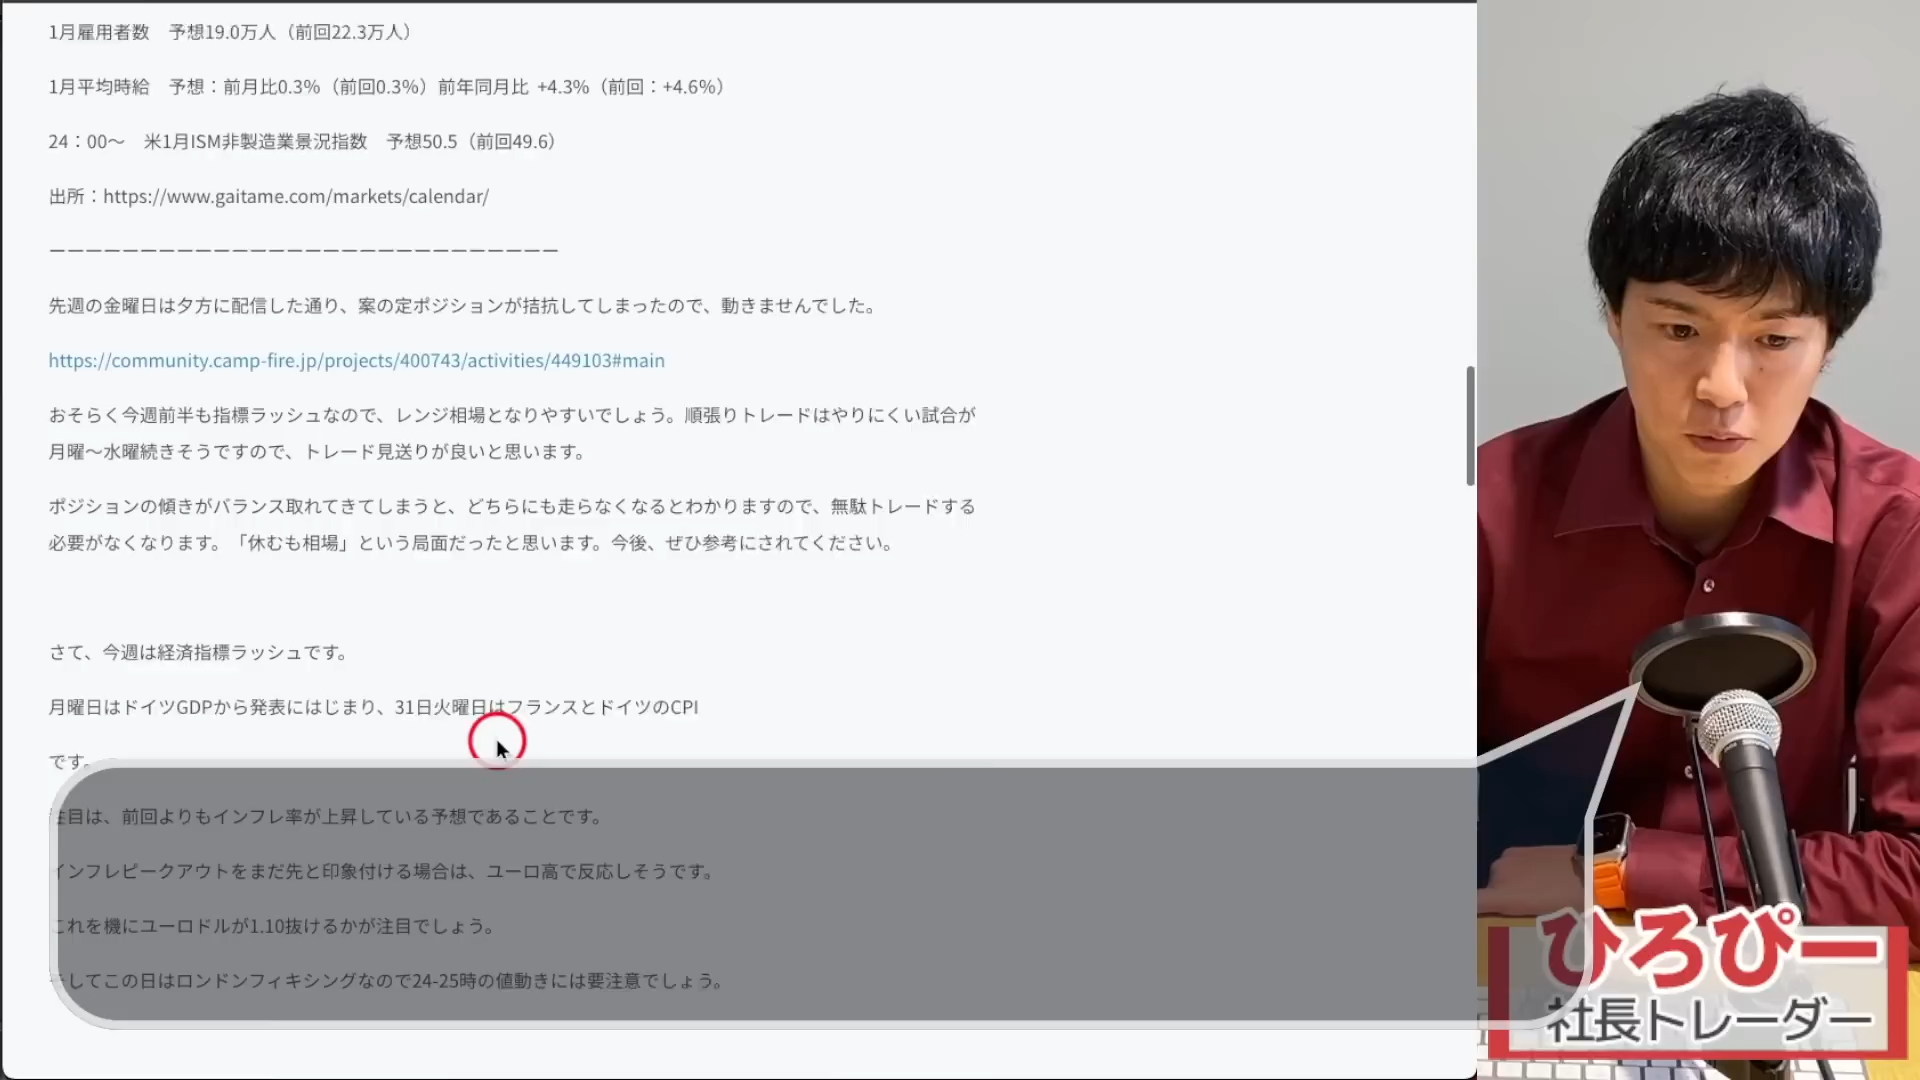 1月雇用者数　予想19.0万人（前回22.3万人）
1月平均時給　予想：前月比0.3%（前回0.3%）前年同月比 +4.3%（前回：+4.6%）
24：00〜　米1月ISM非製造業景況指数　予想50.5（前回49.6）
出所：https://www.gaitame.com/markets/calendar/
ーーーーーーーーーーーーーーーーーーーーーーーーーーーー
先週の金曜日は夕方に配信した通り、案の定ポジションが拮抗してしまったので、動きませんでした。
https://community.camp-fire.jp/projects/400743/activities/449103#main
おそらく今週前半も指標ラッシュなので、レンジ相場となりやすいでしょう。順張りトレードはやりにくい試合が
月曜〜水曜続きそうですので、トレード見送りが良いと思います。
ポジションの傾きがバランス取れてきてしまうと、どちらにも走らなくなるとわかりますので、無駄トレードする
必要がなくなります。「休むも相場」という局面だったと思います。今後、ぜひ参考にされてください。
さて、今週は経済指標ラッシュです。
月曜日はドイツGDPから発表にはじまり、31日火曜日はフランスとドイツのCPI
です。
注目は、前回よりもインフレ率が上昇している予想であることです。
インフレピークアウトをまだ先と印象付ける場合は、ユーロ高で反応しそうです。
これを機にユーロドルが1.10抜けるかが注目でしょう。
そしてこの日はロンドンフィキシングなので24-25時の値動きには要注意でしょう。
ひろぴー
社長トレーダー